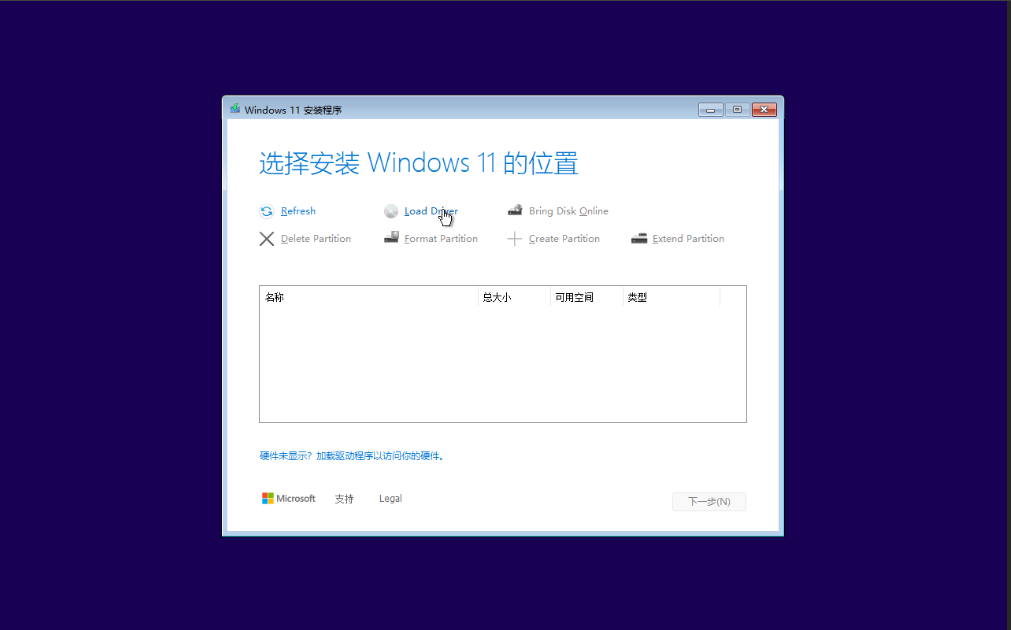 Windows 11 安装程序
选择安装 Windows 11 的位置
Refresh
Load Driver
Bring Disk Online
Delete Partition
Format Partition
Create Partition
Extend Partition
名称 总大小 可用空间 类型
硬件未显示? 加载驱动程序以访问你的硬件。
Microsoft 支持 Legal 下一步(N)